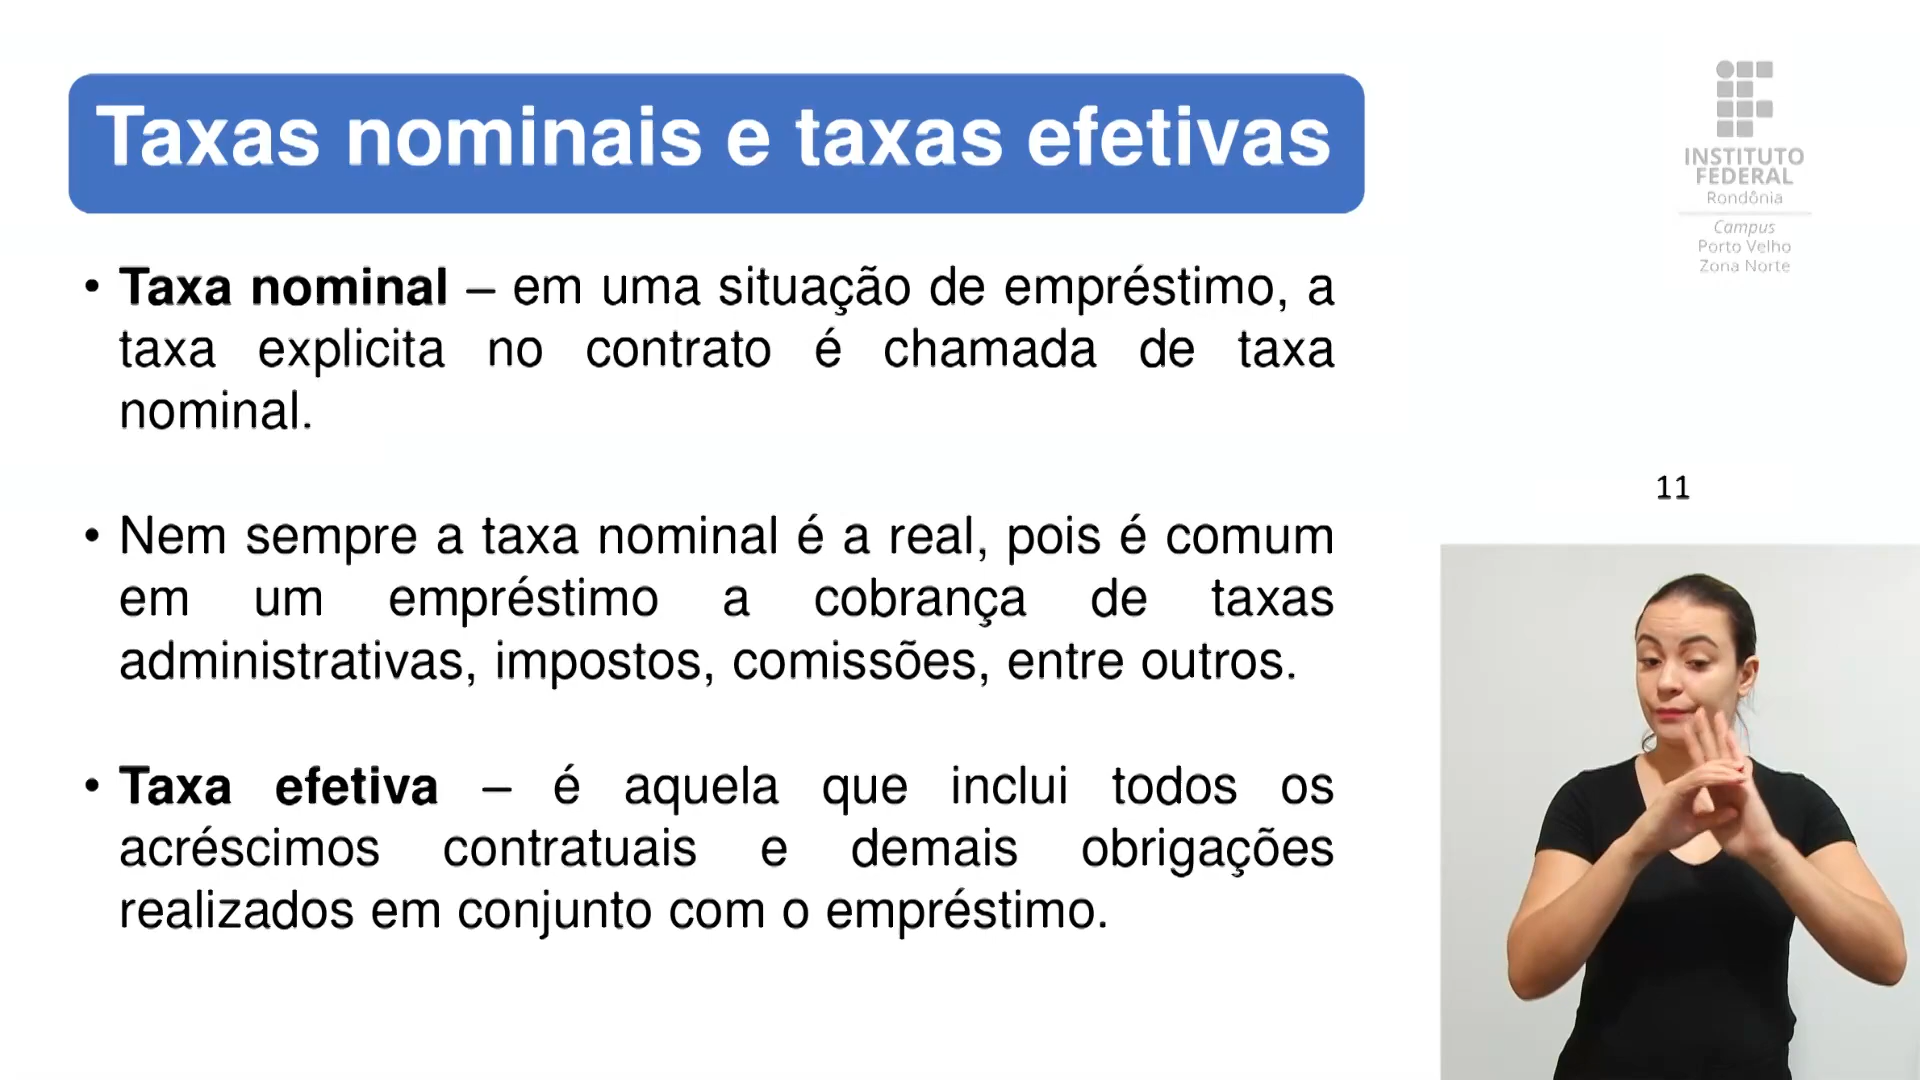 Taxas nominais e taxas efetivas
INSTITUTO
FEDERAL
Rondônia
Campus
Porto Velho
Zona Norte
• Taxa nominal – em uma situação de empréstimo, a
taxa explicita no contrato é chamada de taxa
nominal.
11
• Nem sempre a taxa nominal é a real, pois é comum
em um empréstimo a cobrança de taxas
administrativas, impostos, comissões, entre outros.
• Taxa efetiva – é aquela que inclui todos os
acréscimos contratuais e demais obrigações
realizados em conjunto com o empréstimo.